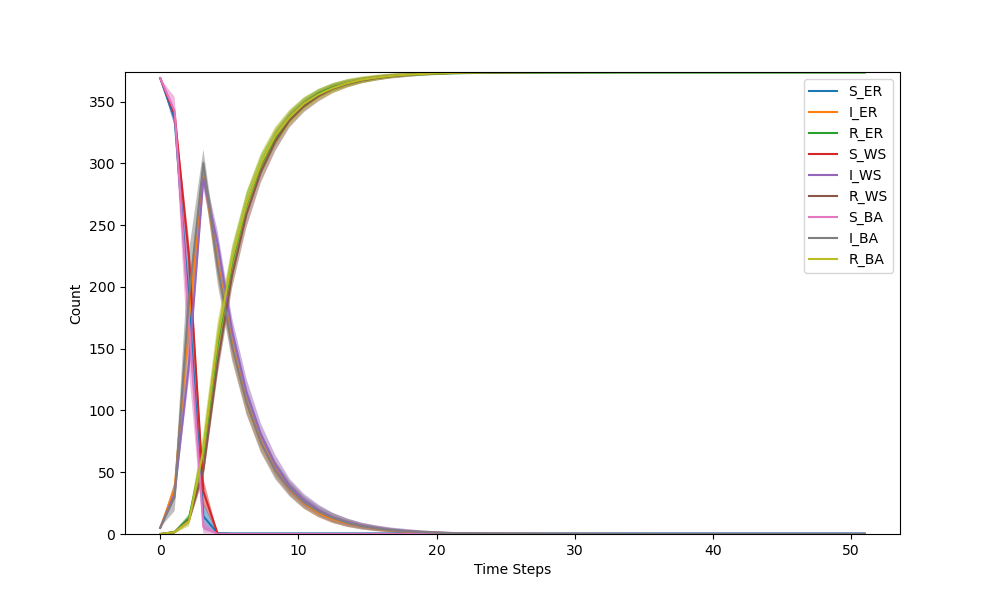 350
300
250
200
150
100
50
0
Count
0 10 20 30 40 50
Time Steps
S_ER
I_ER
R_ER
S_WS
I_WS
R_WS
S_BA
I_BA
R_BA